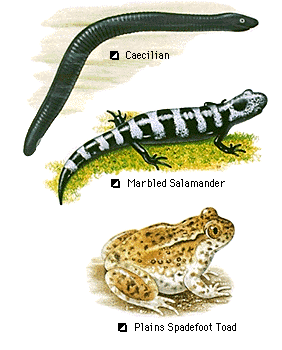 Caecilian
Marbled Salamander
Plains Spadefoot Toad